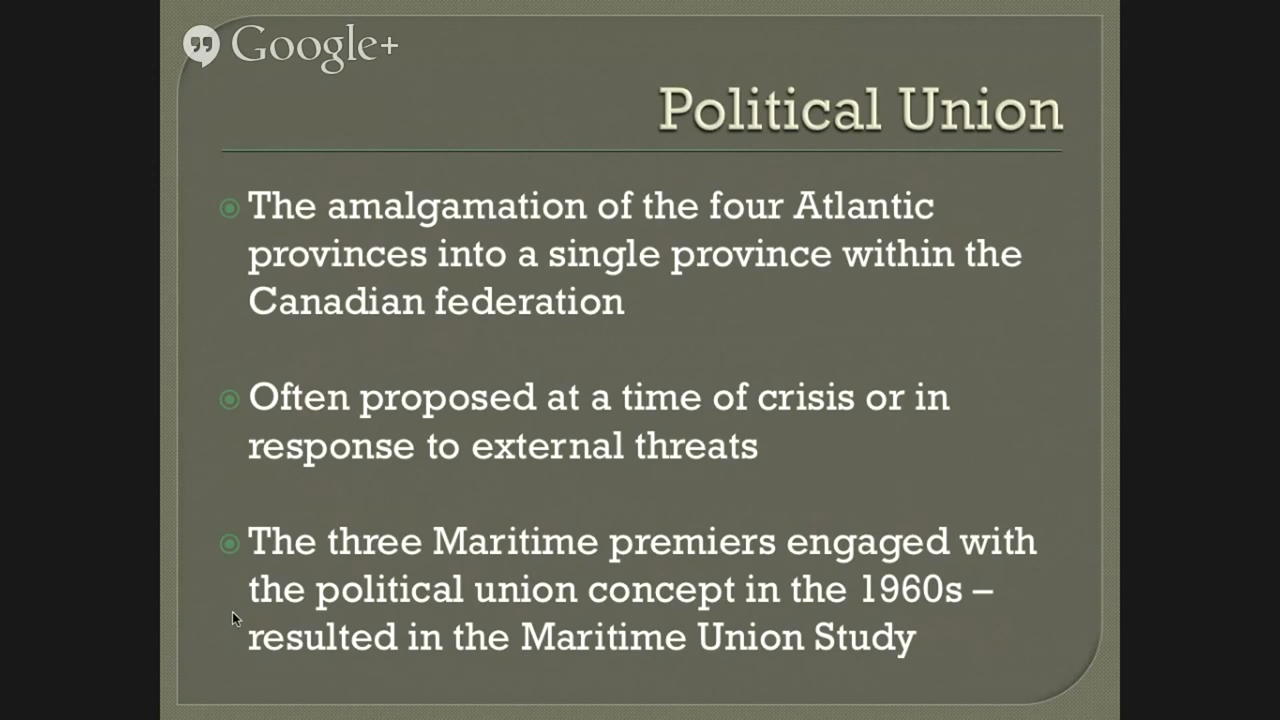 Google+
Political Union
The amalgamation of the four Atlantic
provinces into a single province within the
Canadian federation
Often proposed at a time of crisis or in
response to external threats
The three Maritime premiers engaged with
the political union concept in the 1960s –
resulted in the Maritime Union Study